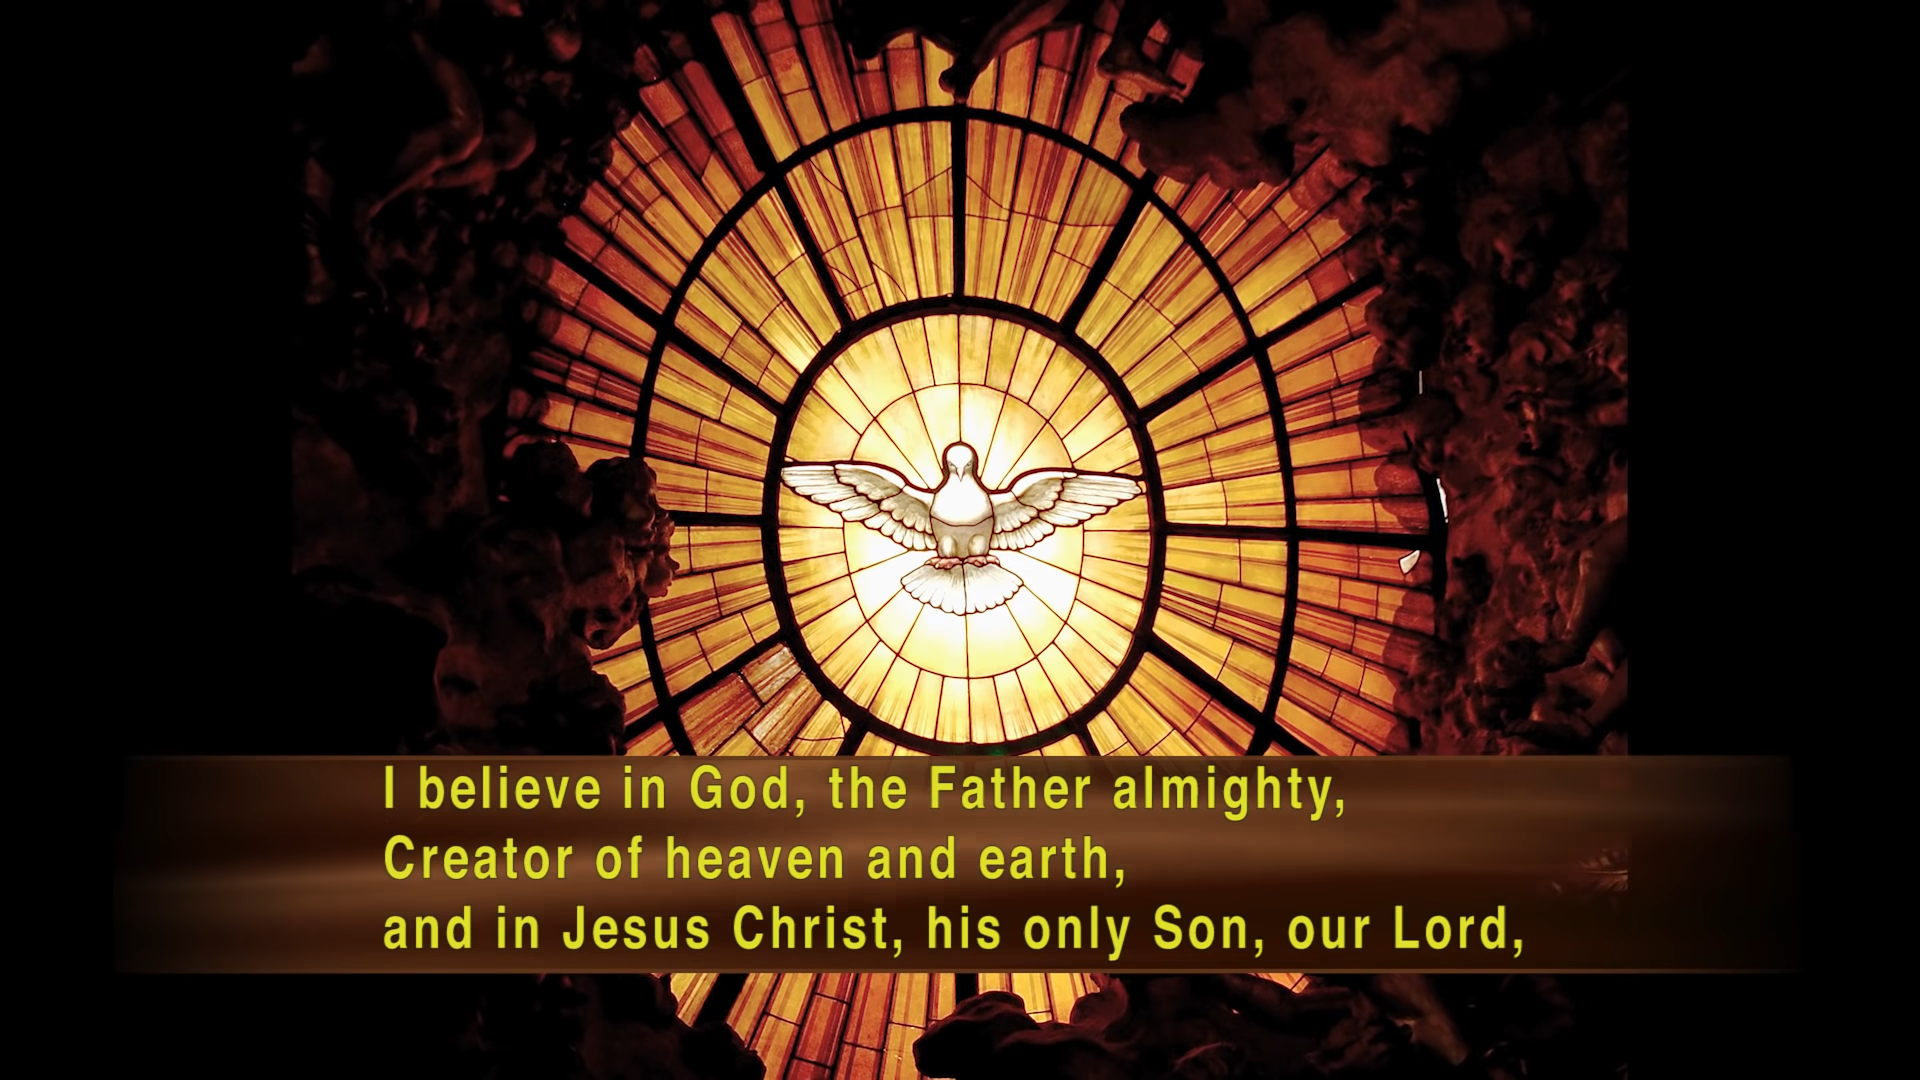 I believe in God, the Father almighty,
Creator of heaven and earth,
and in Jesus Christ, his only Son, our Lord,